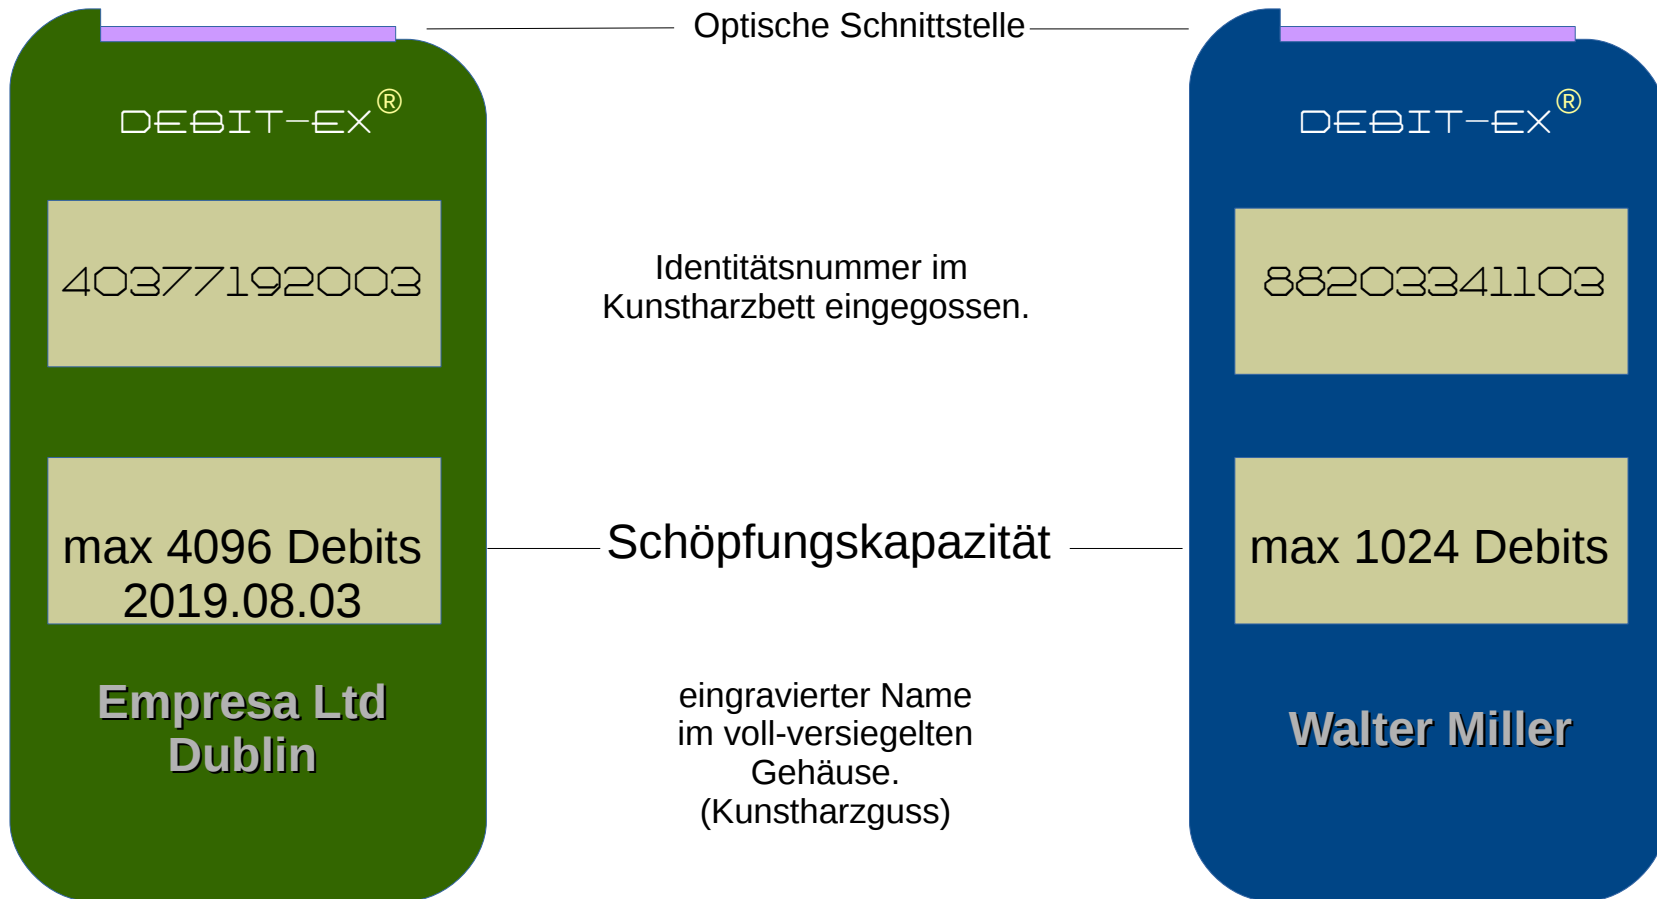 Optische Schnittstelle
DEBIT-EX®
40377192003
max 4096 Debits
2019.08.03
Empresa Ltd
Dublin
Identitätsnummer im
Kunstharzbett eingegossen.
Schöpfungskapazität
eingravierter Name
im voll-versiegelten
Gehäuse.
(Kunstharzguss)
DEBIT-EX®
88203341103
max 1024 Debits
Walter Miller